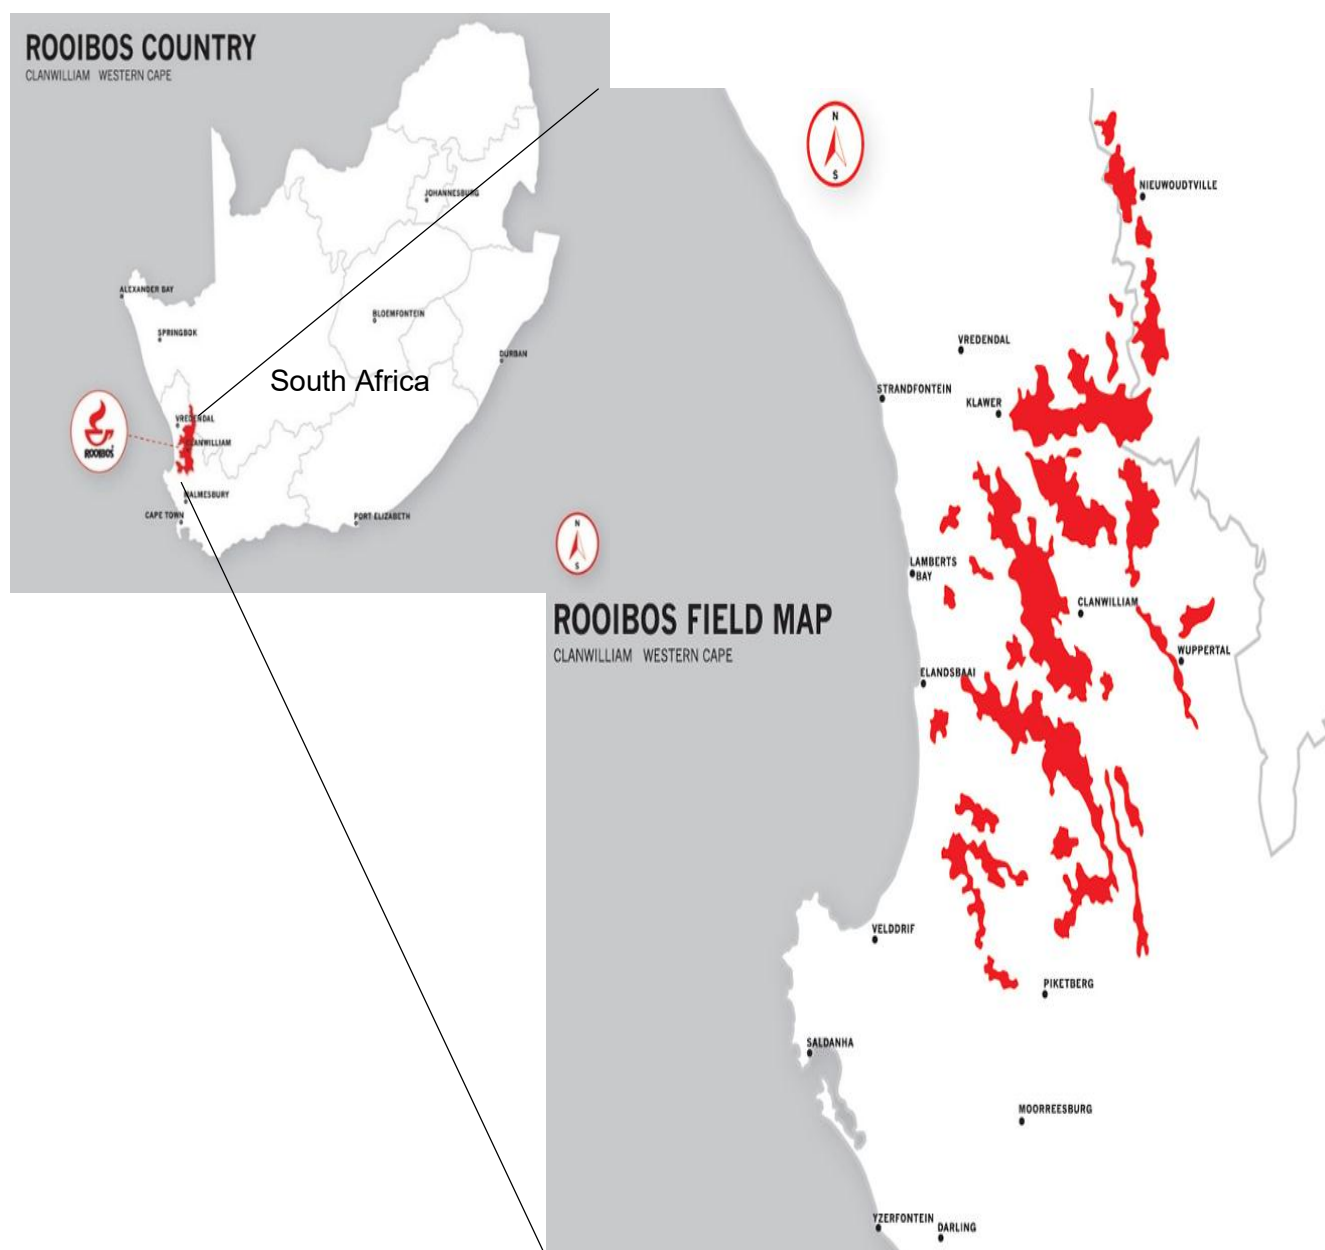 ROOIBOS COUNTRY
CLANWILLIAM WESTERN CAPE
JOHANNESBURG
ALEXANDER BAY
BLOEMFONTEIN
SPRINGBOK
DURBAN
South Africa
VREDENDAL
CLANWILLIAM
ROOIBOS
MALMESBURY
CAPE TOWN
PORT ELIZABETH
N
S
N
S
NIEUWOUDTVILLE
VREDENDAL
STRANDFONTEIN
KLAWER
LAMBERTS
BAY
CLANWILLIAM
ROOIBOS FIELD MAP
CLANWILLIAM WESTERN CAPE
WUPPERTAL
ELANDSBAAI
VELDDRIF
PIKETBERG
SALDANHA
MOORREESBURG
YZERFONTEIN
DARLING